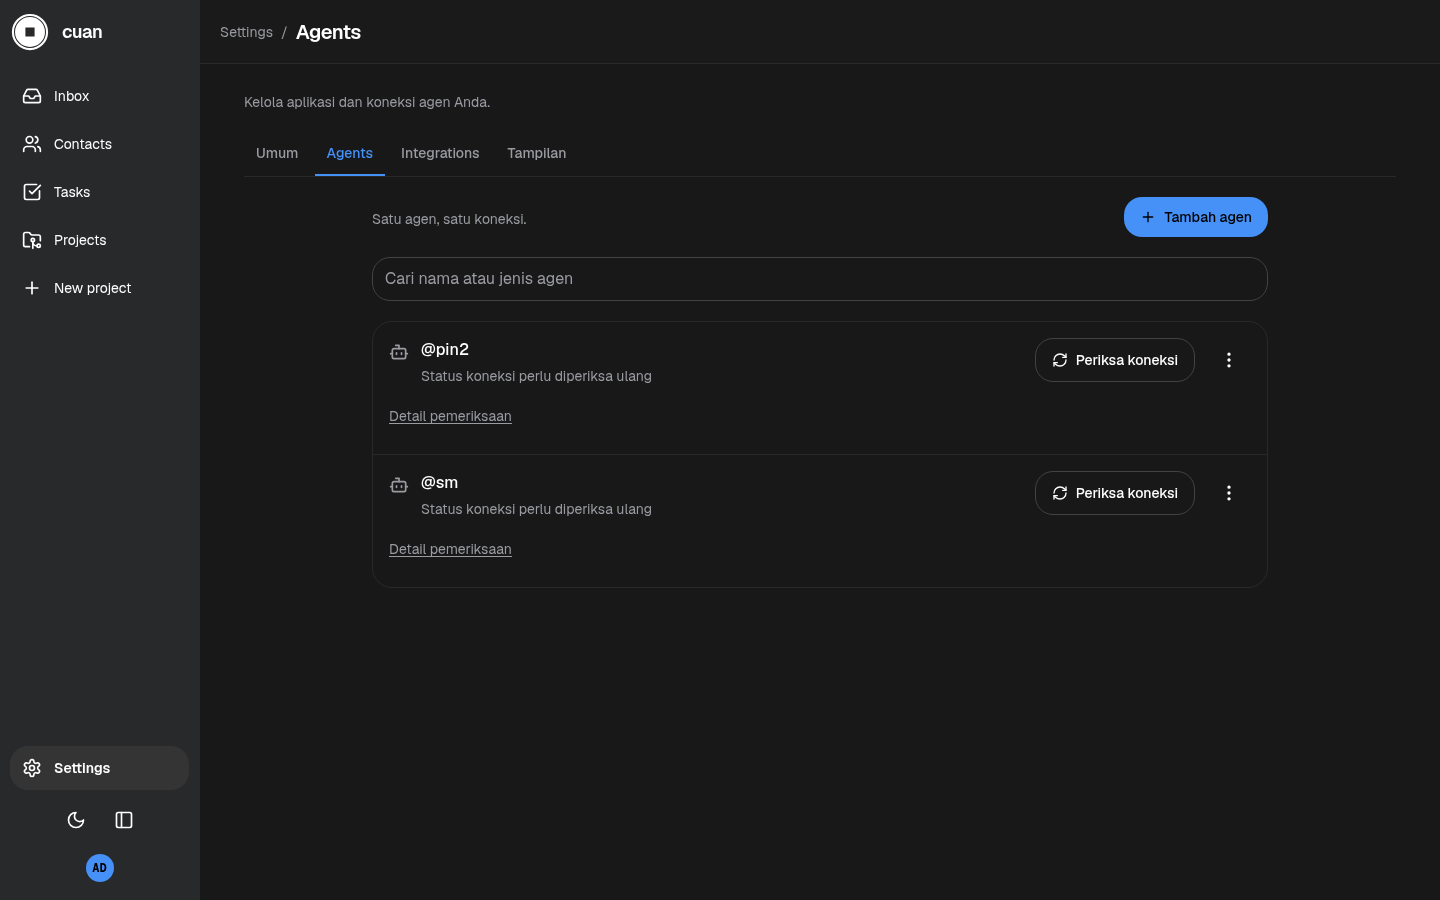 cuan
Inbox
Contacts
Tasks
Projects
New project
Settings
AD
Settings / Agents
Kelola aplikasi dan koneksi agen Anda.
Umum Agents Integrations Tampilan
Satu agen, satu koneksi.
Tambah agen
Cari nama atau jenis agen
@pin2
Status koneksi perlu diperiksa ulang
Periksa koneksi
Detail pemeriksaan
@sm
Status koneksi perlu diperiksa ulang
Periksa koneksi
Detail pemeriksaan